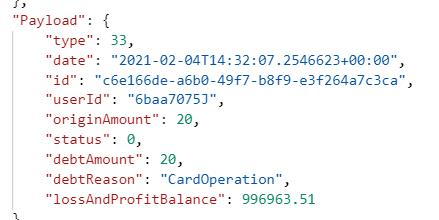 },
"Payload": {
"type": 33,
"date": "2021-02-04T14:32:07.2546623+00:00",
"id": "c6e166de-a6b0-49f7-b8f9-e3f264a7c3ca",
"userId": "6baa7075J",
"originAmount": 20,
"status": 0,
"debtAmount": 20,
"debtReason": "CardOperation",
"lossAndProfitBalance": 996963.51
}